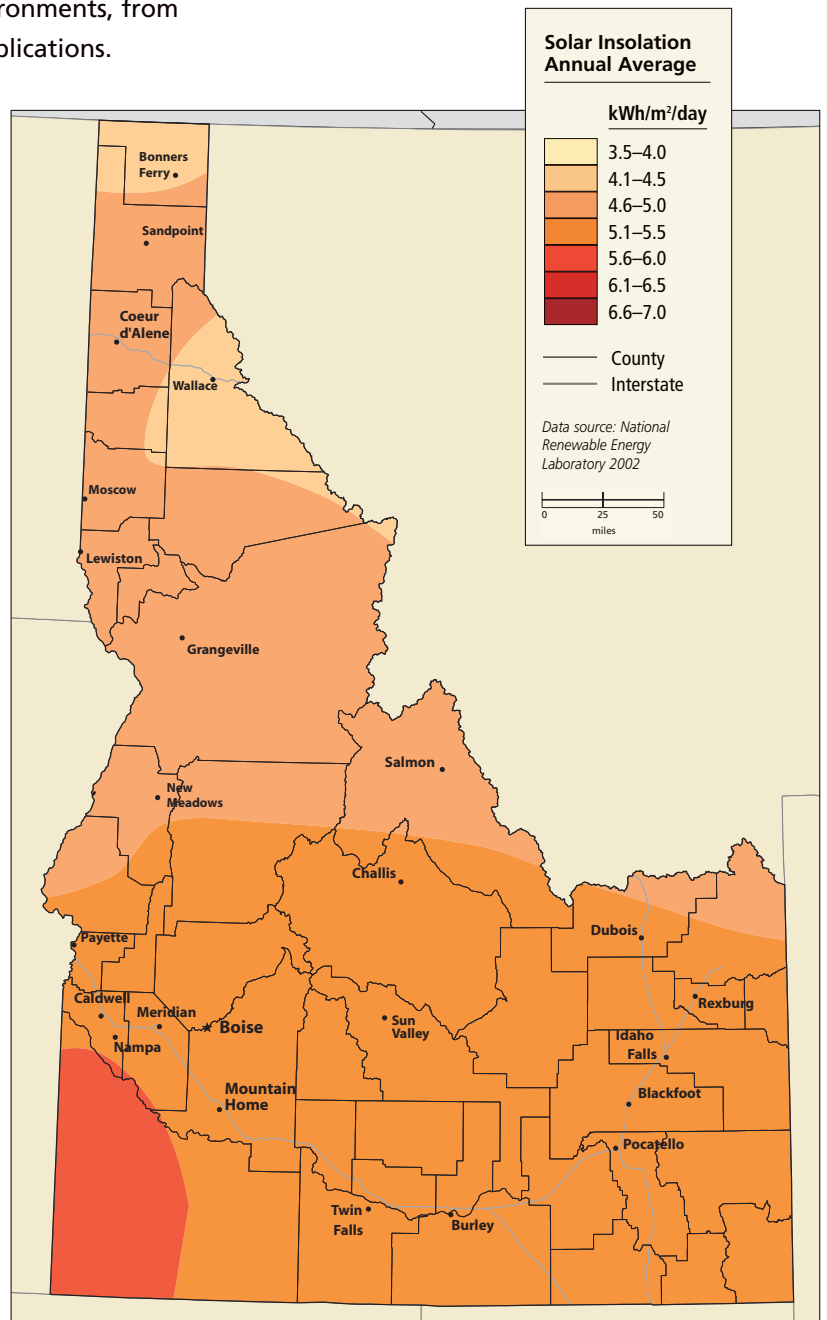 ronments, from
plications.
Solar Insolation
Annual Average
kWh/m²/day
3.5–4.0
4.1–4.5
4.6–5.0
5.1–5.5
5.6–6.0
6.1–6.5
6.6–7.0
County
Interstate
Data source: National
Renewable Energy
Laboratory 2002
0 25 50
miles
Bonners
Ferry
Sandpoint
Coeur
d'Alene
Wallace
Moscow
Lewiston
Grangeville
Salmon
New
Meadows
Challis
Dubois
Payette
Caldwell
Meridian
Boise
Nampa
Sun
Valley
Rexburg
Idaho
Falls
Mountain
Home
Blackfoot
Pocatello
Twin
Falls
Burley